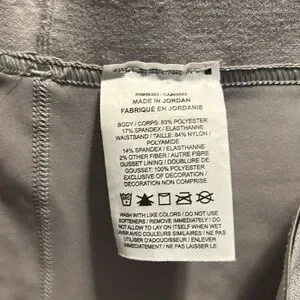 MADE IN JORDAN
FABRIQUÉ EN JORDANIE
BODY / CORPS: 83% POLYESTER
17% SPANDEX / ELASTHANNE
WAISTBAND / TAILLE: 84% NYLON /
POLYAMIDE
14% SPANDEX / ELASTHANNE
2% OTHER FIBER / AUTRE FIBRE
GUSSET LINING / DOUBLURE DE
GOUSSET: 100% POLYESTER
EXCLUSIVE OF DECORATION /
DECORATION NON COMPRISE
WASH WITH LIKE COLORS / DO NOT USE
SOFTENERS / REMOVE IMMEDIATELY / DO
NOT ALLOW TO LAY ON ITSELF WHEN WET
LAVER AVEC COULEURS SIMILAIRES / NE PAS
UTILISER D'ADOUCISSEUR / ENLEVER
NE PAS LAISSER LE